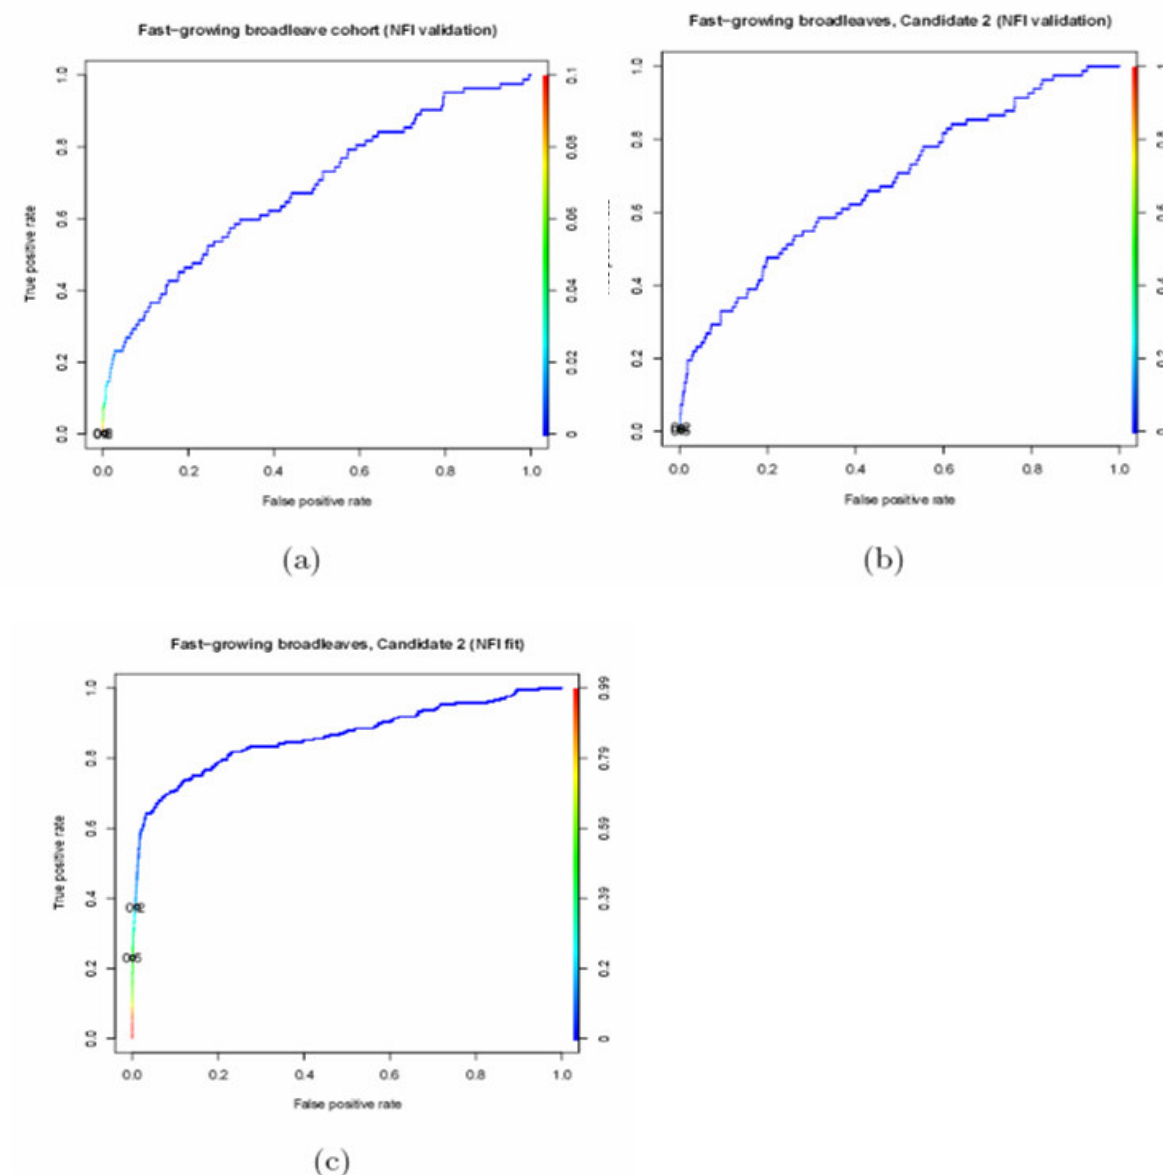 Fast-growing broadleave cohort (NFI validation)
True positive rate
0.0 0.2 0.4 0.6 0.8 1.0
0.0 0.2 0.4 0.6 0.8 1.0
False positive rate
0 0.02 0.04 0.06 0.08 0.1
(a)
Fast-growing broadleaves, Candidate 2 (NFI validation)
0.0 0.2 0.4 0.6 0.8 1.0
0.0 0.2 0.4 0.6 0.8 1.0
False positive rate
(b)
Fast-growing broadleaves, Candidate 2 (NFI fit)
True positive rate
0.0 0.2 0.4 0.6 0.8 1.0
0.0 0.2 0.4 0.6 0.8 1.0
False positive rate
0 0.2 0.39 0.59 0.79 0.99
(c)